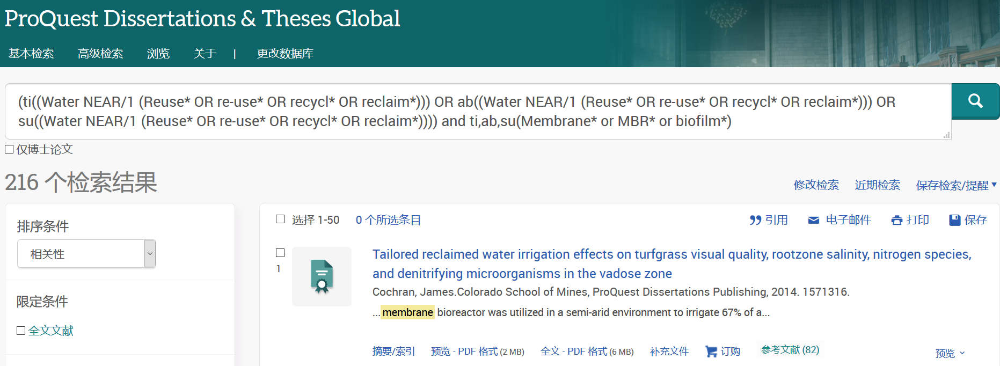 ProQuest Dissertations & Theses Global
基本检索 高级检索 浏览 关于 | 更改数据库
(ti((Water NEAR/1 (Reuse* OR re-use* OR recycl* OR reclaim*))) OR ab((Water NEAR/1 (Reuse* OR re-use* OR recycl* OR reclaim*))) OR
su((Water NEAR/1 (Reuse* OR re-use* OR recycl* OR reclaim*)))) and ti,ab,su(Membrane* or MBR* or biofilm*)
仅博士论文
216 个检索结果
修改检索 近期检索 保存检索/提醒
排序条件
相关性
限定条件
全文文献
选择 1-50 0 个所选条目
引用 电子邮件 打印 保存
1
Tailored reclaimed water irrigation effects on turfgrass visual quality, rootzone salinity, nitrogen species,
and denitrifying microorganisms in the vadose zone
Cochran, James.Colorado School of Mines, ProQuest Dissertations Publishing, 2014. 1571316.
...membrane bioreactor was utilized in a semi-arid environment to irrigate 67% of a...
摘要/索引 预览 - PDF 格式 (2 MB) 全文 - PDF 格式 (6 MB) 补充文件 订购 参考文献 (82)
预览